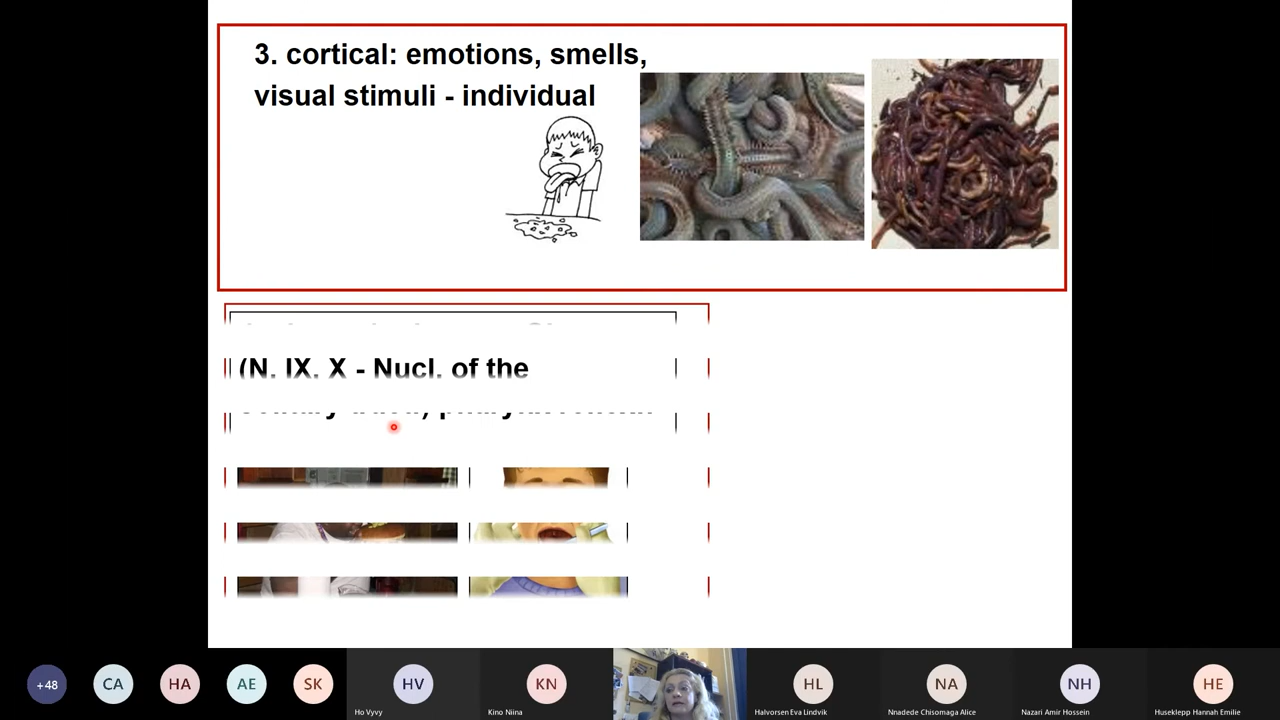 3. cortical: emotions, smells,
visual stimuli - individual
(N. IX. X - Nucl. of the
+48
CA
HA
AE
SK
HV
KN
HL
NA
NH
HE
Ho Vyvy
Kino Niina
Halvorsen Eva Lindvik
Nnadede Chisomaga Alice
Nazari Amir Hossein
Huseklepp Hannah Emilie